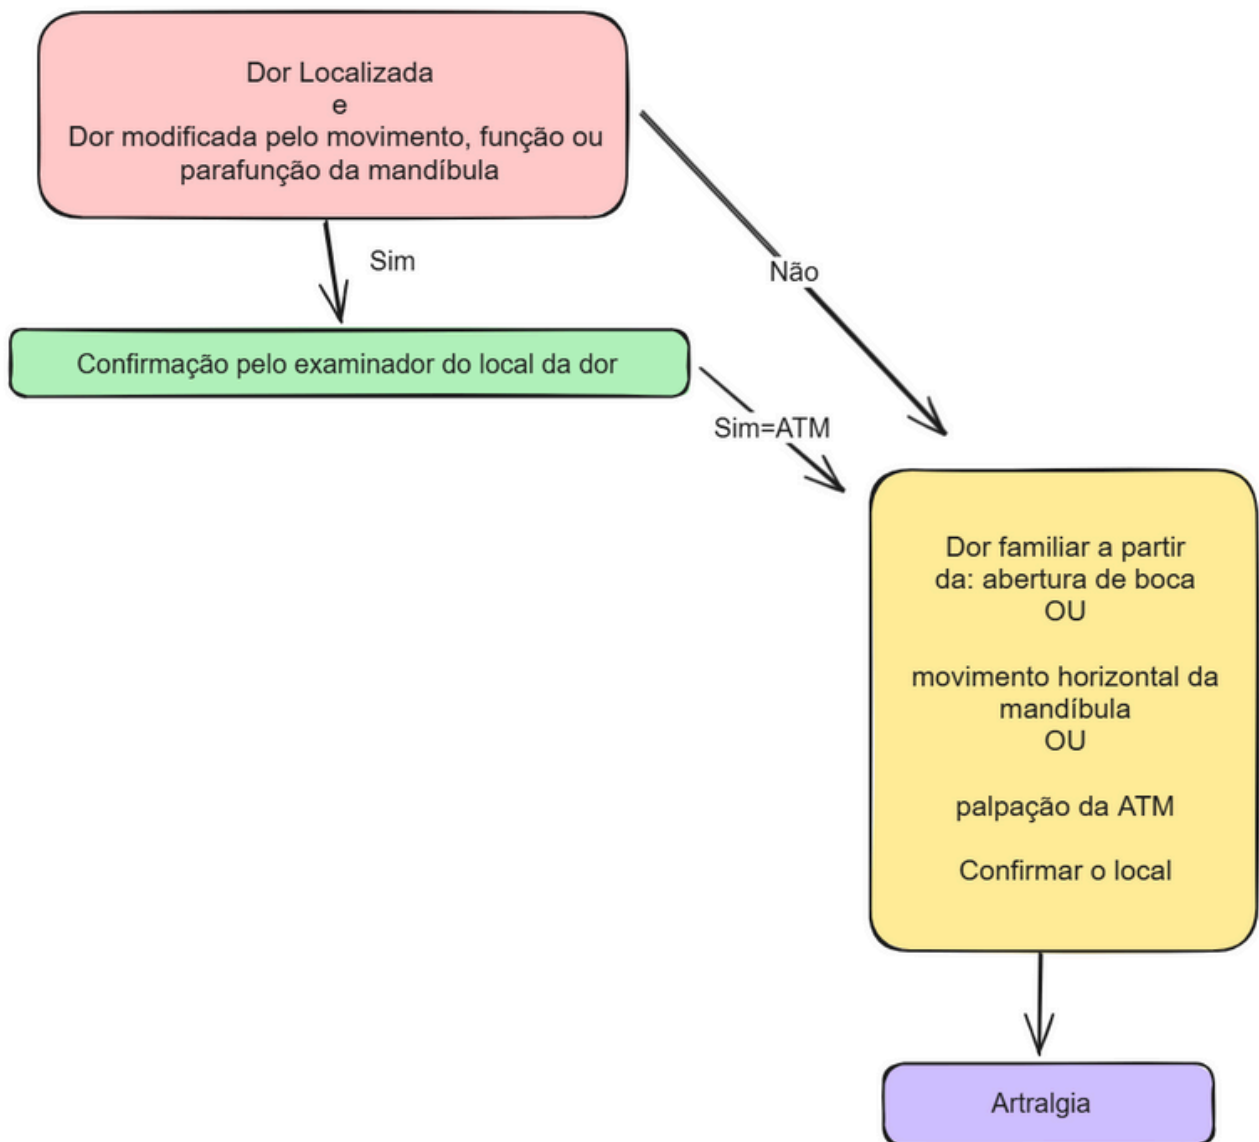 Dor Localizada
e
Dor modificada pelo movimento, função ou
parafunção da mandíbula
Sim
Não
Confirmação pelo examinador do local da dor
Sim=ATM
Dor familiar a partir
da: abertura de boca
OU
movimento horizontal da
mandíbula
OU
palpação da ATM
Confirmar o local
Artralgia